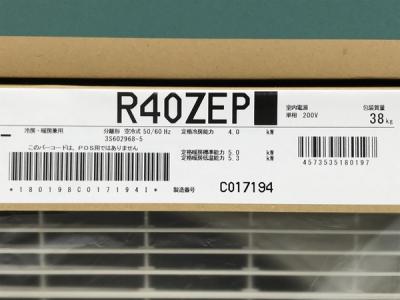 R40ZEP
室内電源
単相 200V
包装質量
38kg
冷房・暖房兼用
分離形 空冷式 50/60 Hz
3S602968-5
定格冷房能力 4.0 kW
定格暖房標準能力 5.0 kW
定格暖房低温能力 5.3 kW
このバーコードは、POS用ではありません
*180198C017194I*
製造番号 C017194
4573535180197